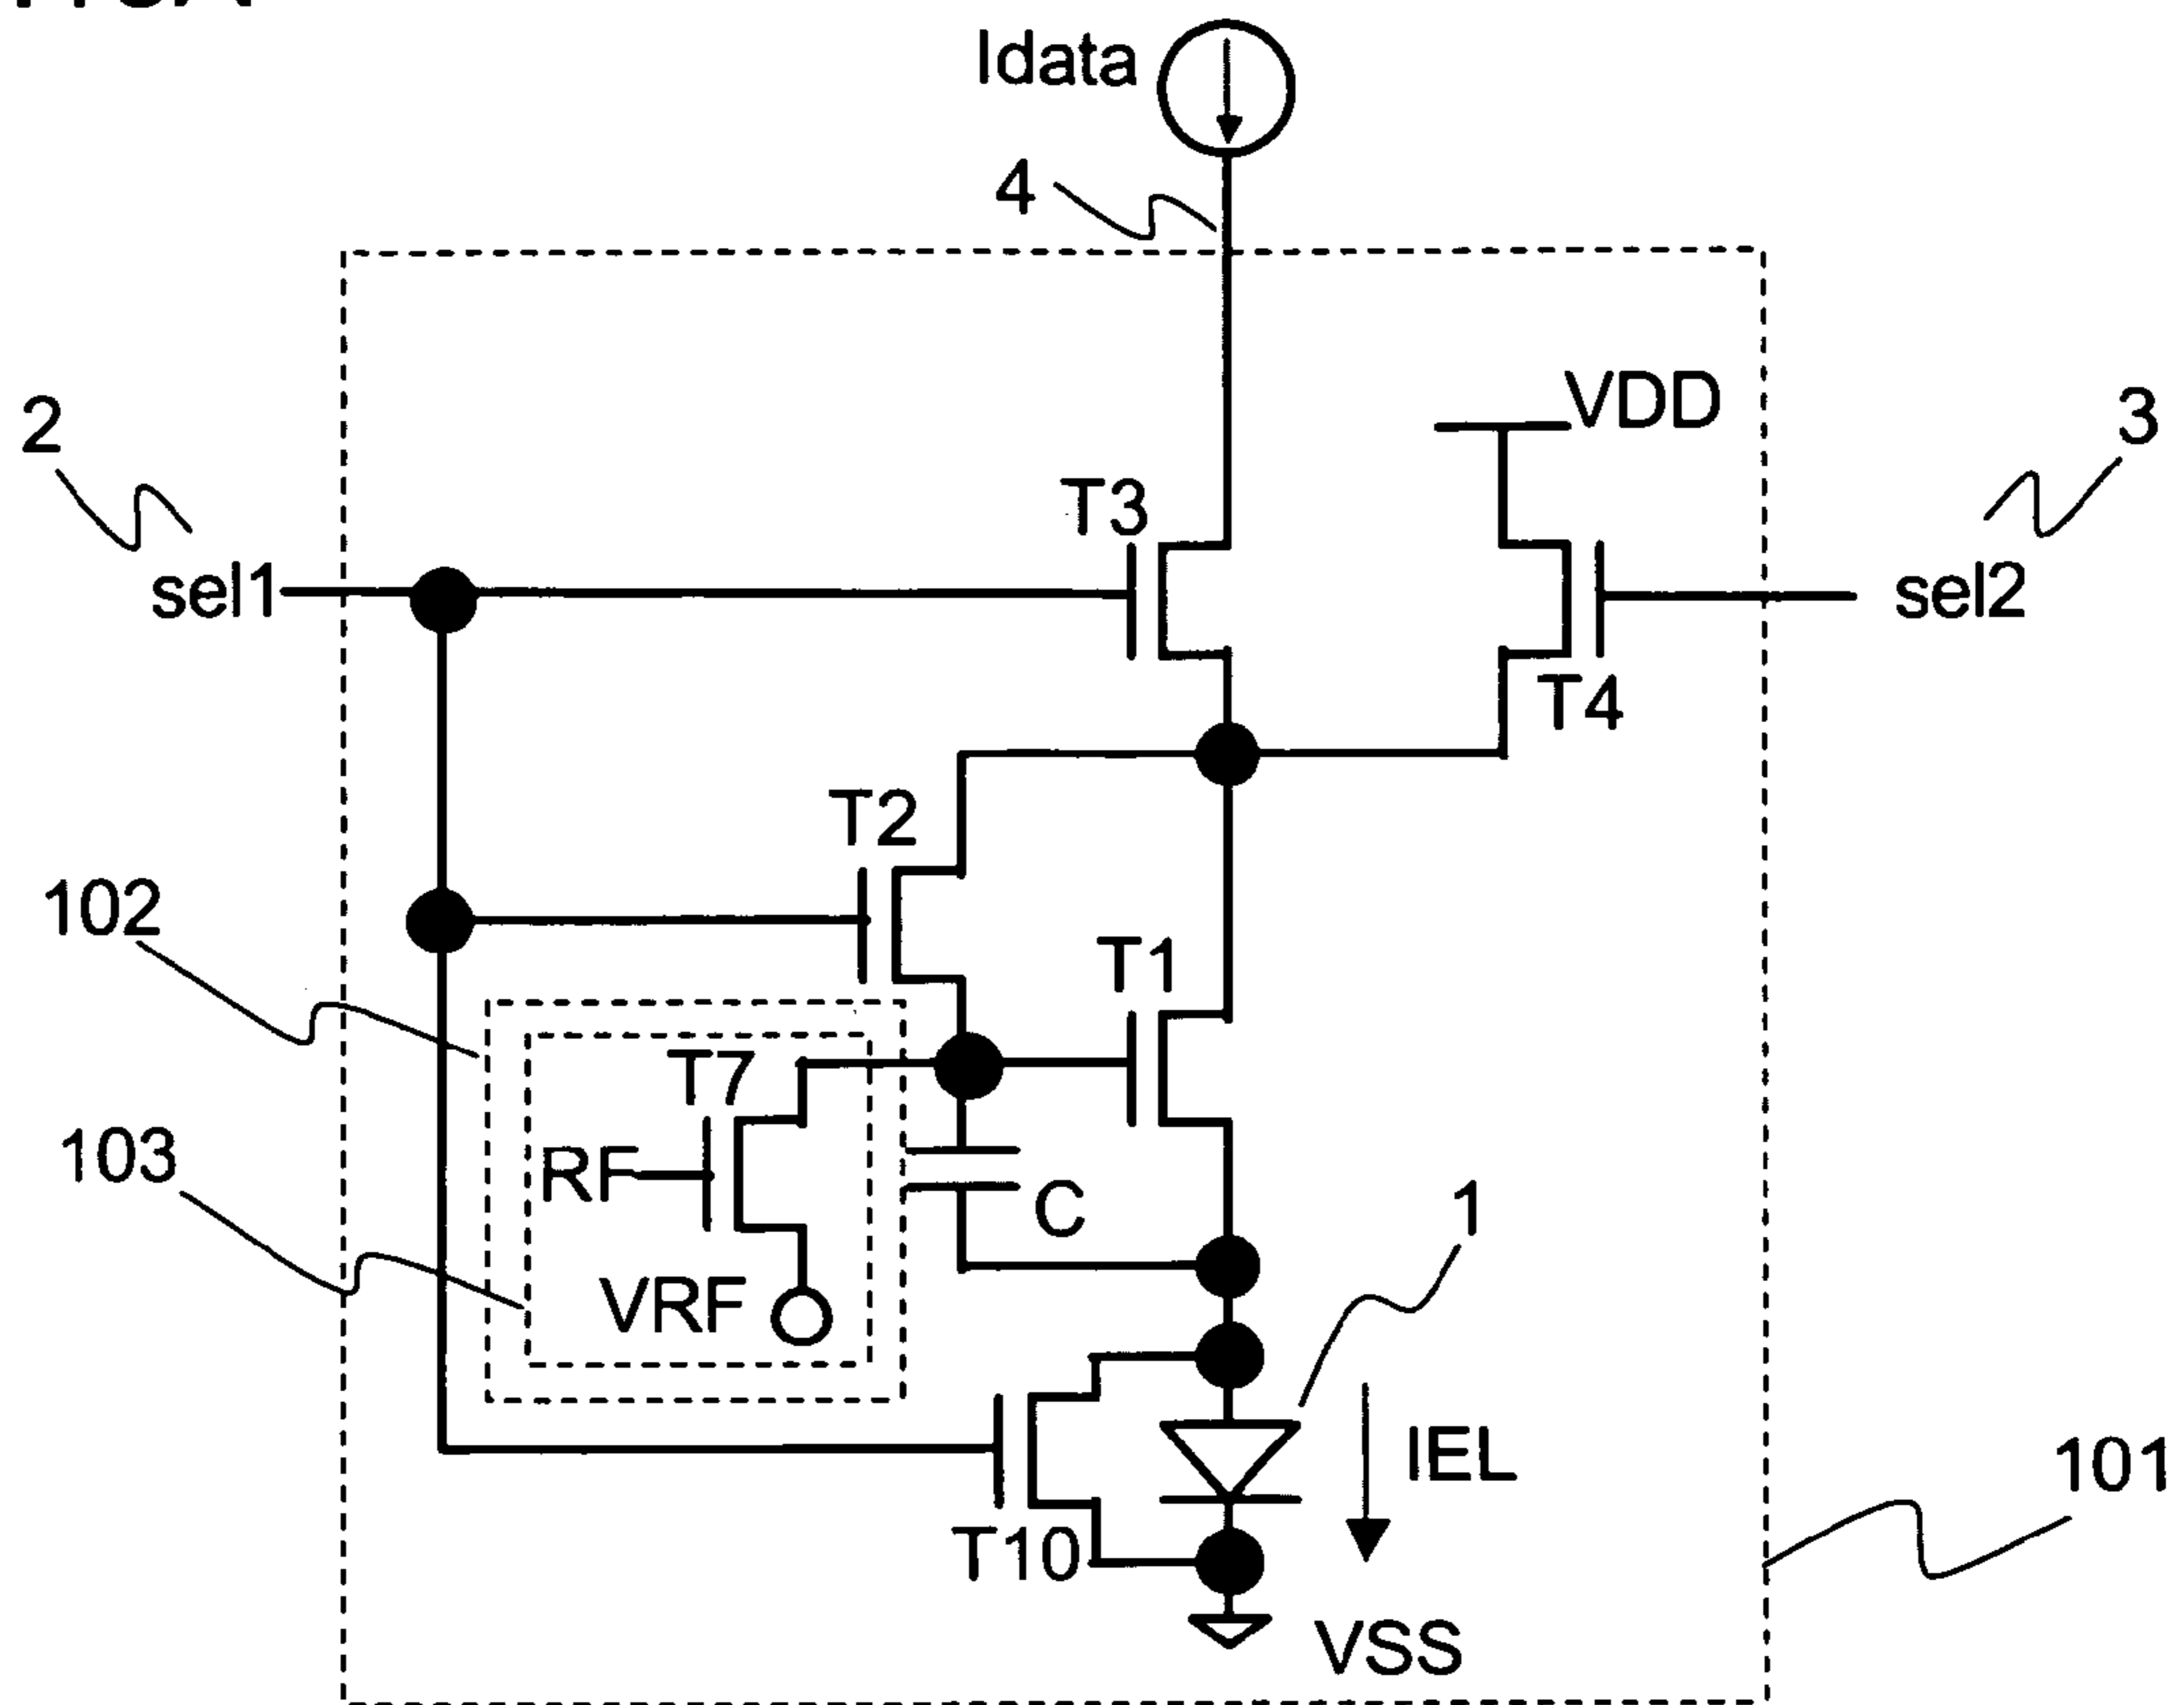 Idata
4
VDD
2
3
T3
sel1
sel2
T4
T2
102
T1
T7
103
RF
C
1
VRF
IEL
101
T10
VSS